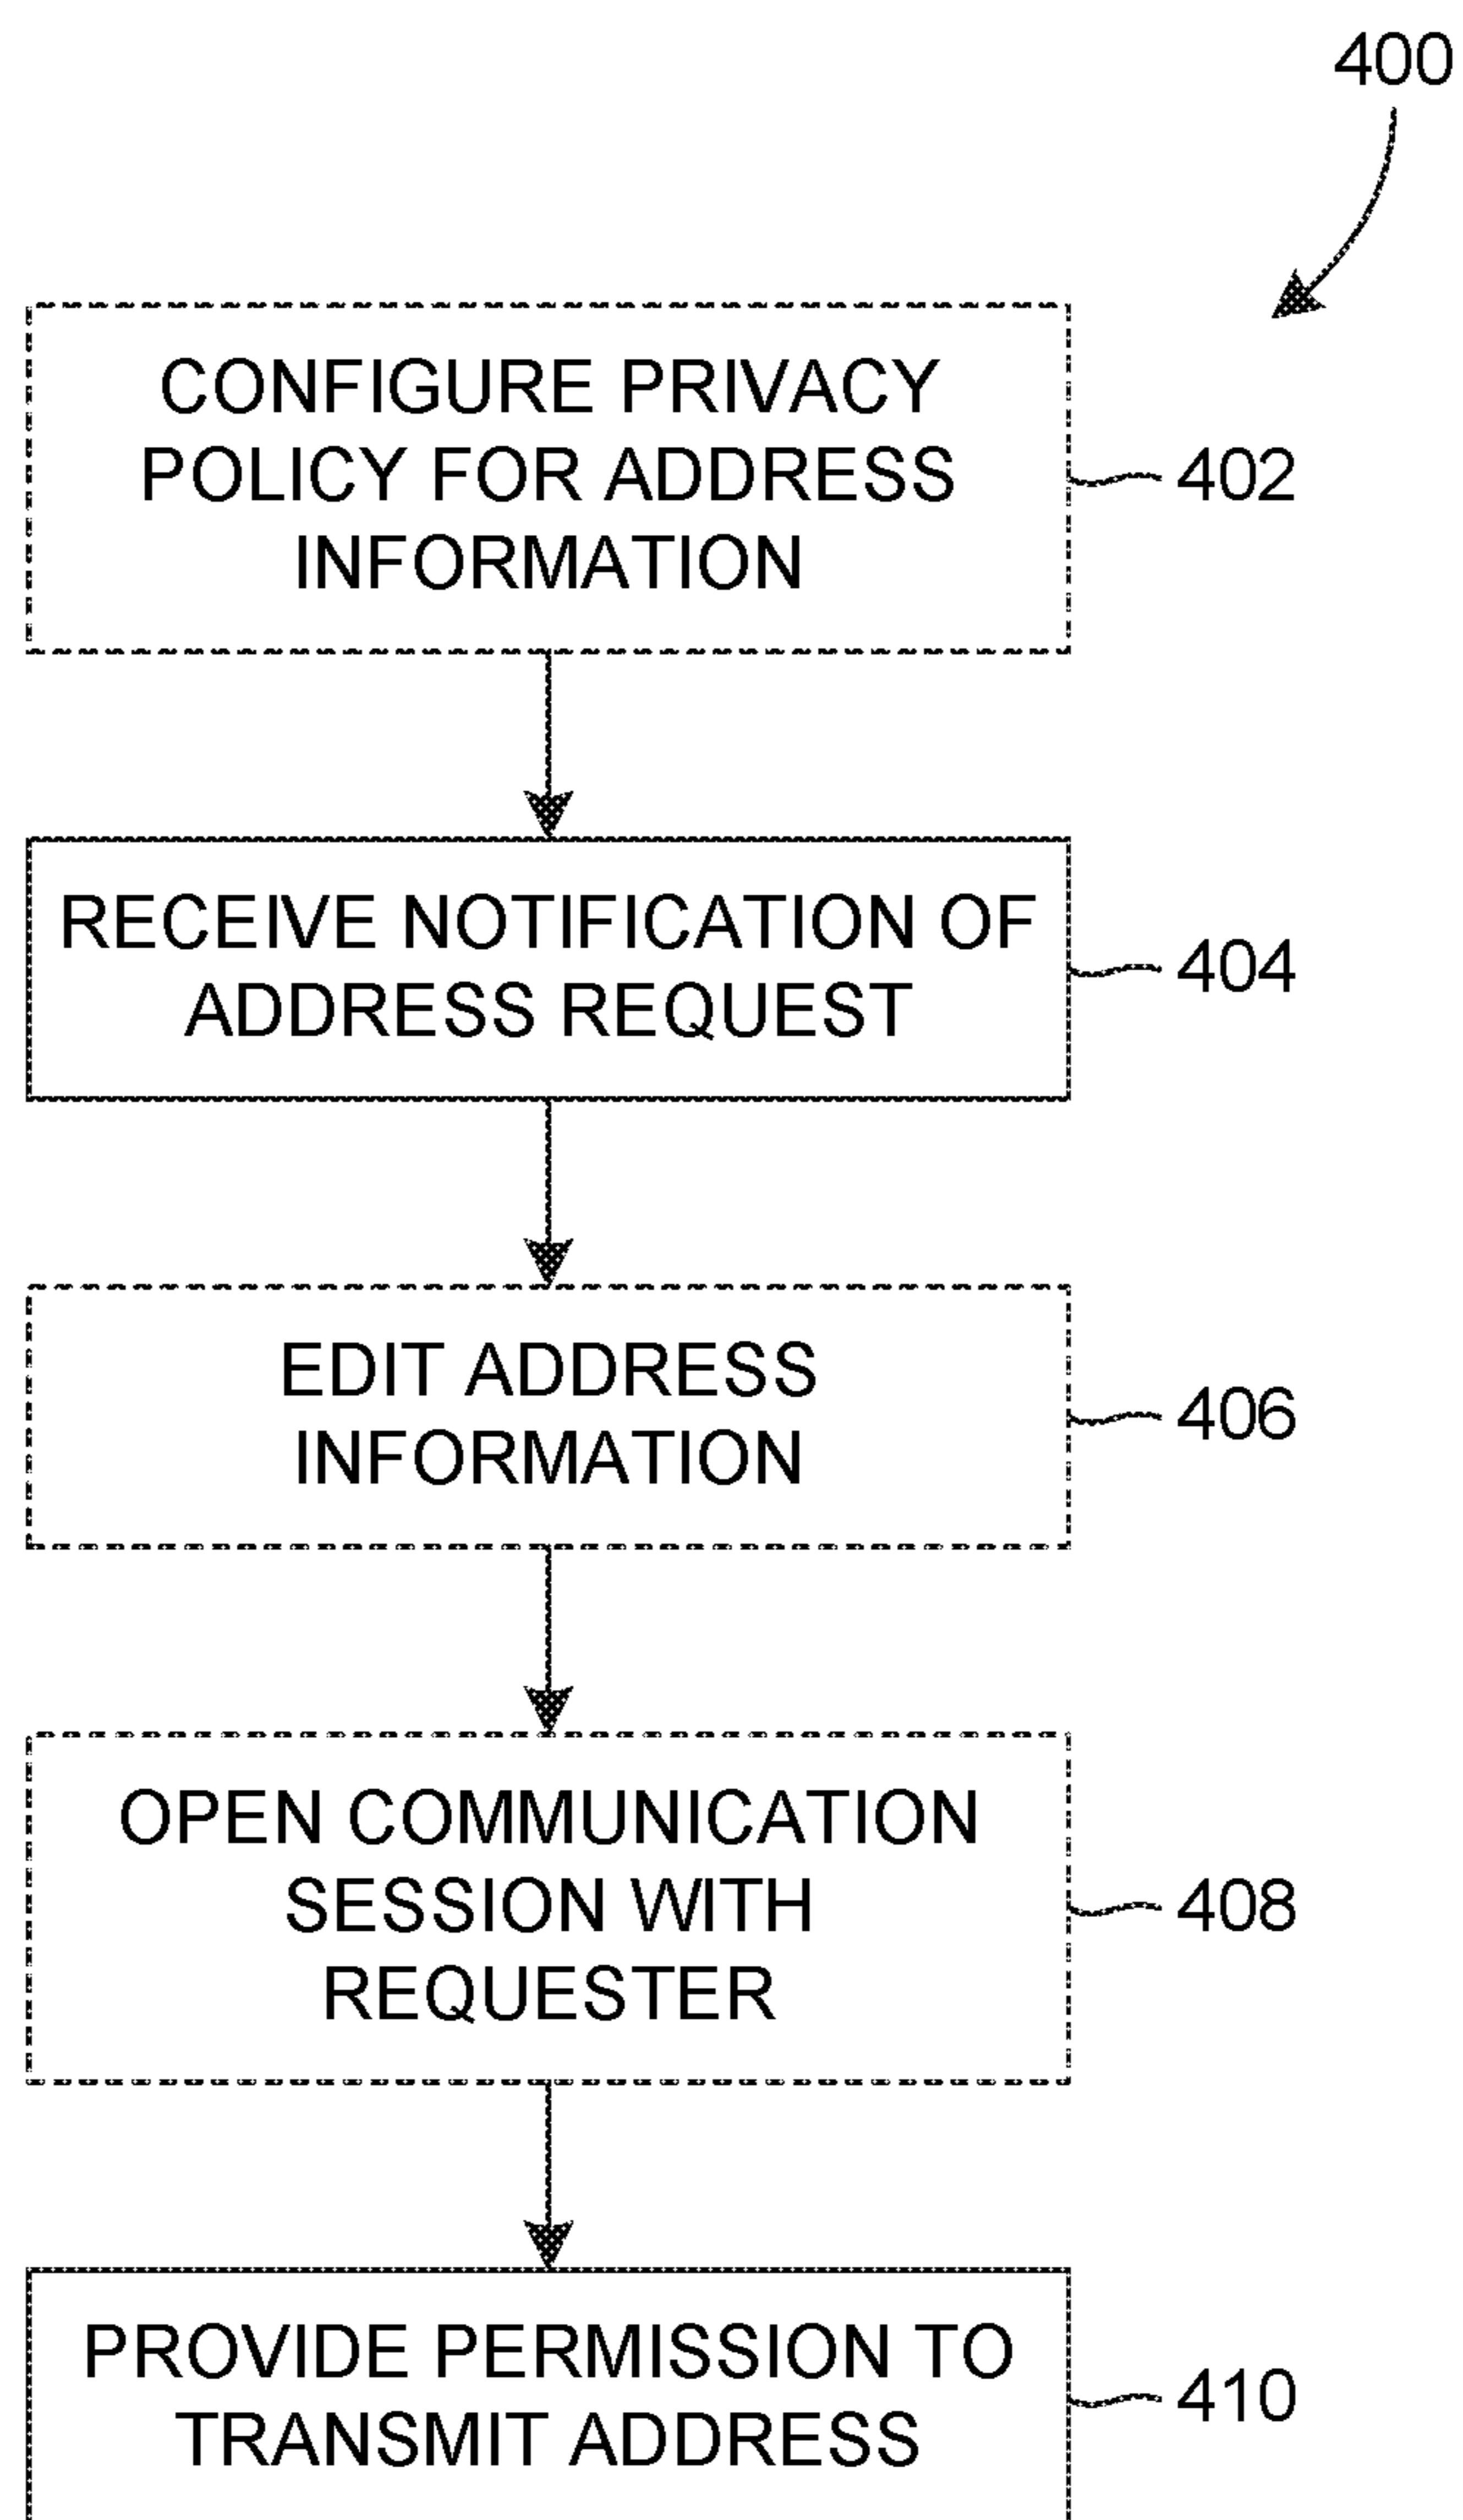 400
CONFIGURE PRIVACY
POLICY FOR ADDRESS
INFORMATION
402
RECEIVE NOTIFICATION OF
ADDRESS REQUEST
404
EDIT ADDRESS
INFORMATION
406
OPEN COMMUNICATION
SESSION WITH
REQUESTER
408
PROVIDE PERMISSION TO
TRANSMIT ADDRESS
410